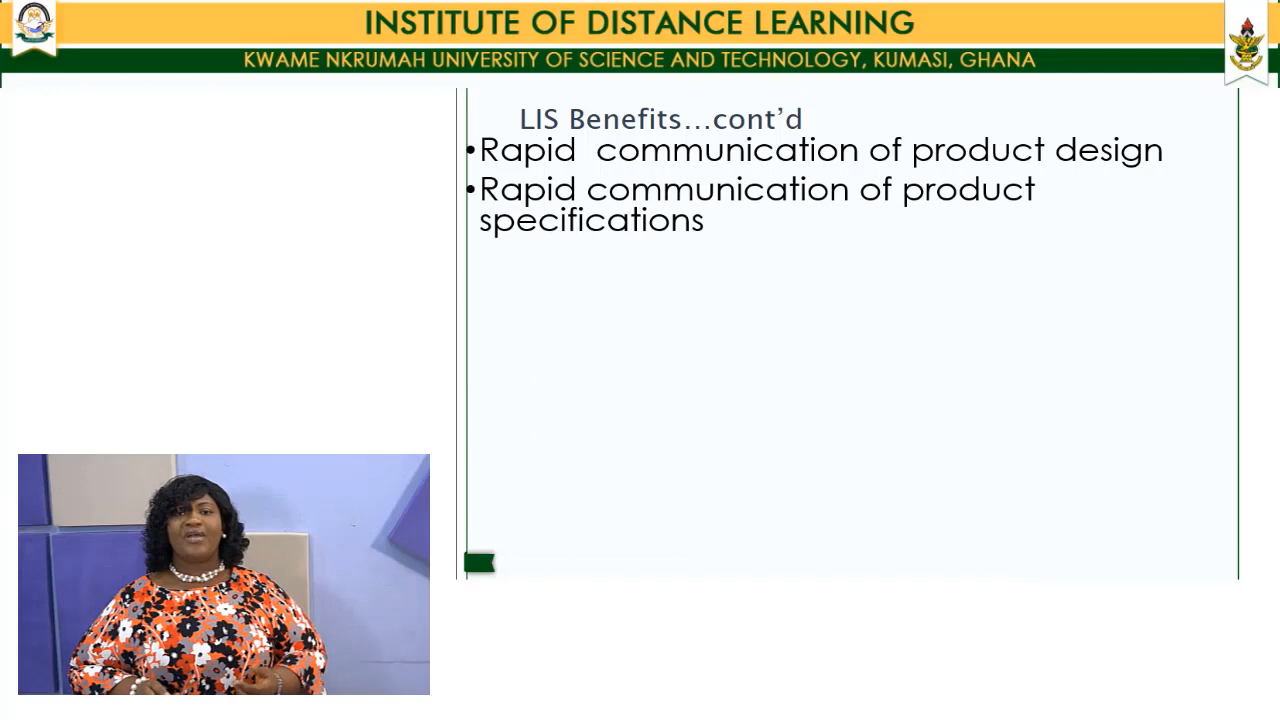 INSTITUTE OF DISTANCE LEARNING
KWAME NKRUMAH UNIVERSITY OF SCIENCE AND TECHNOLOGY, KUMASI, GHANA
LIS Benefits...cont'd
•Rapid  communication of product design
•Rapid communication of product
specifications